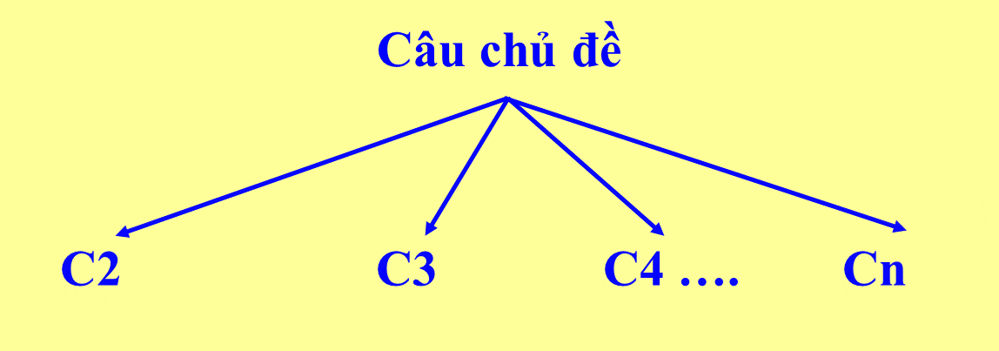 Câu chủ đề
C2 C3 C4 .... Cn